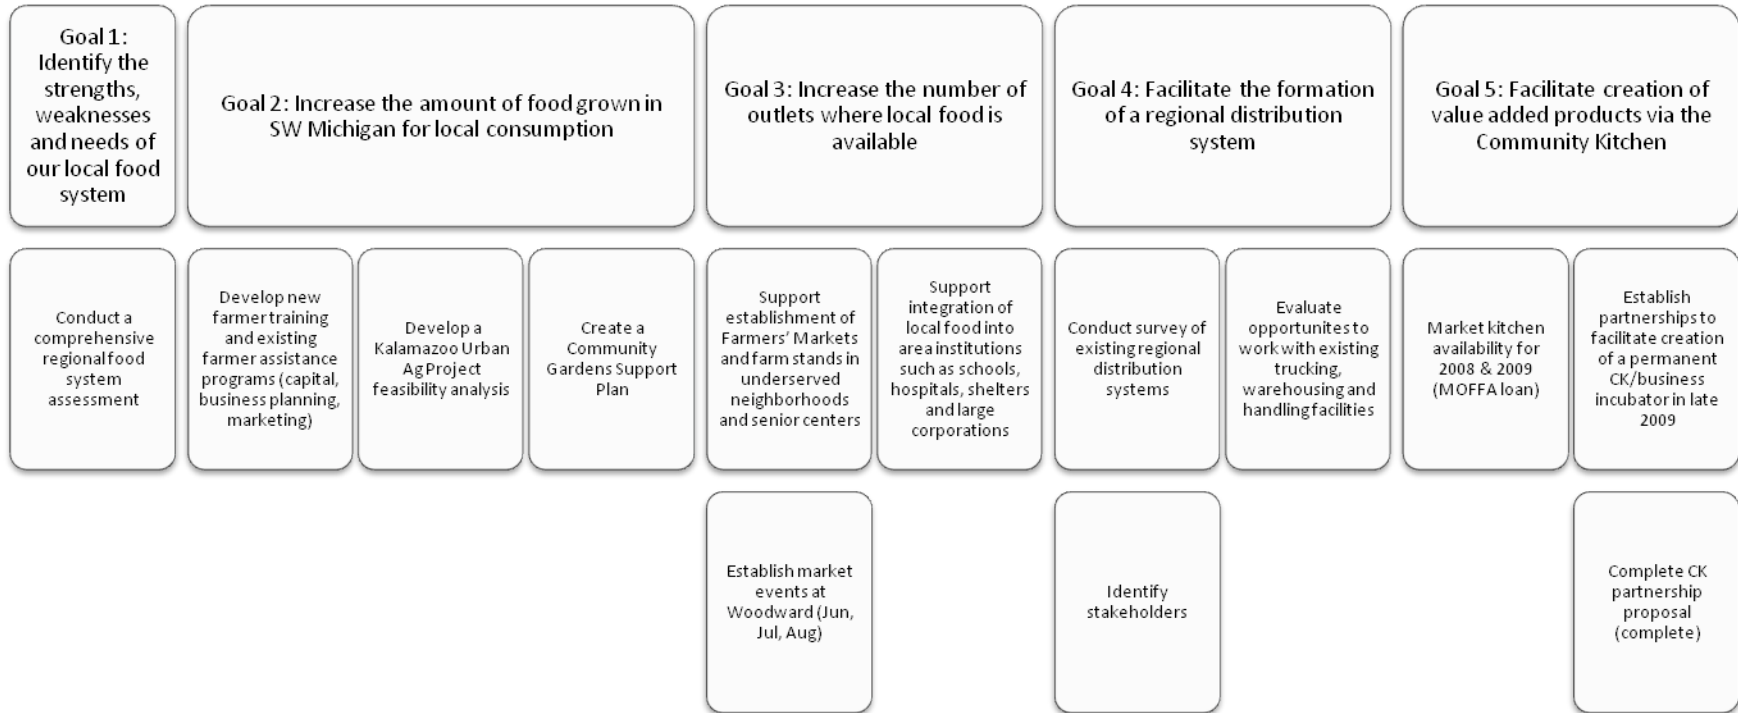 Goal 1:
Identify the
strengths,
weaknesses
and needs of
our local food
system
Goal 2: Increase the amount of food grown in
SW Michigan for local consumption
Goal 3: Increase the number of
outlets where local food is
available
Goal 4: Facilitate the formation
of a regional distribution
system
Goal 5: Facilitate creation of
value added products via the
Community Kitchen
Conduct a
comprehensive
regional food
system
assessment
Develop new
farmer training
and existing
farmer assistance
programs (capital,
business planning,
marketing)
Develop a
Kalamazoo Urban
Ag Project
feasibility analysis
Create a
Community
Gardens Support
Plan
Support
establishment of
Farmers' Markets
and farm stands in
underserved
neighborhoods
and senior centers
Support
integration of
local food into
area institutions
such as schools,
hospitals, shelters
and large
corporations
Conduct survey of
existing regional
distribution
systems
Evaluate
opportunites to
work with existing
trucking,
warehousing and
handling facilities
Market kitchen
availability for
2008 & 2009
(MOFFA loan)
Establish
partnerships to
facilitate creation
of a permanent
CK/business
incubator in late
2009
Establish market
events at
Woodward (Jun,
Jul, Aug)
Identify
stakeholders
Complete CK
partnership
proposal
(complete)